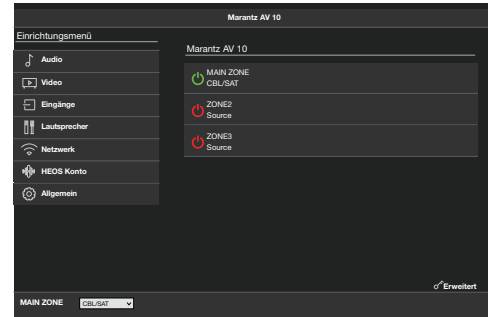 Marantz AV 10
Einrichtungsmenü
Audio
Video
Eingänge
Lautsprecher
Netzwerk
HEOS Konto
Allgemein
Marantz AV 10
MAIN ZONE
CBL/SAT
ZONE2
Source
ZONE3
Source
Erweitert
MAIN ZONE CBL/SAT